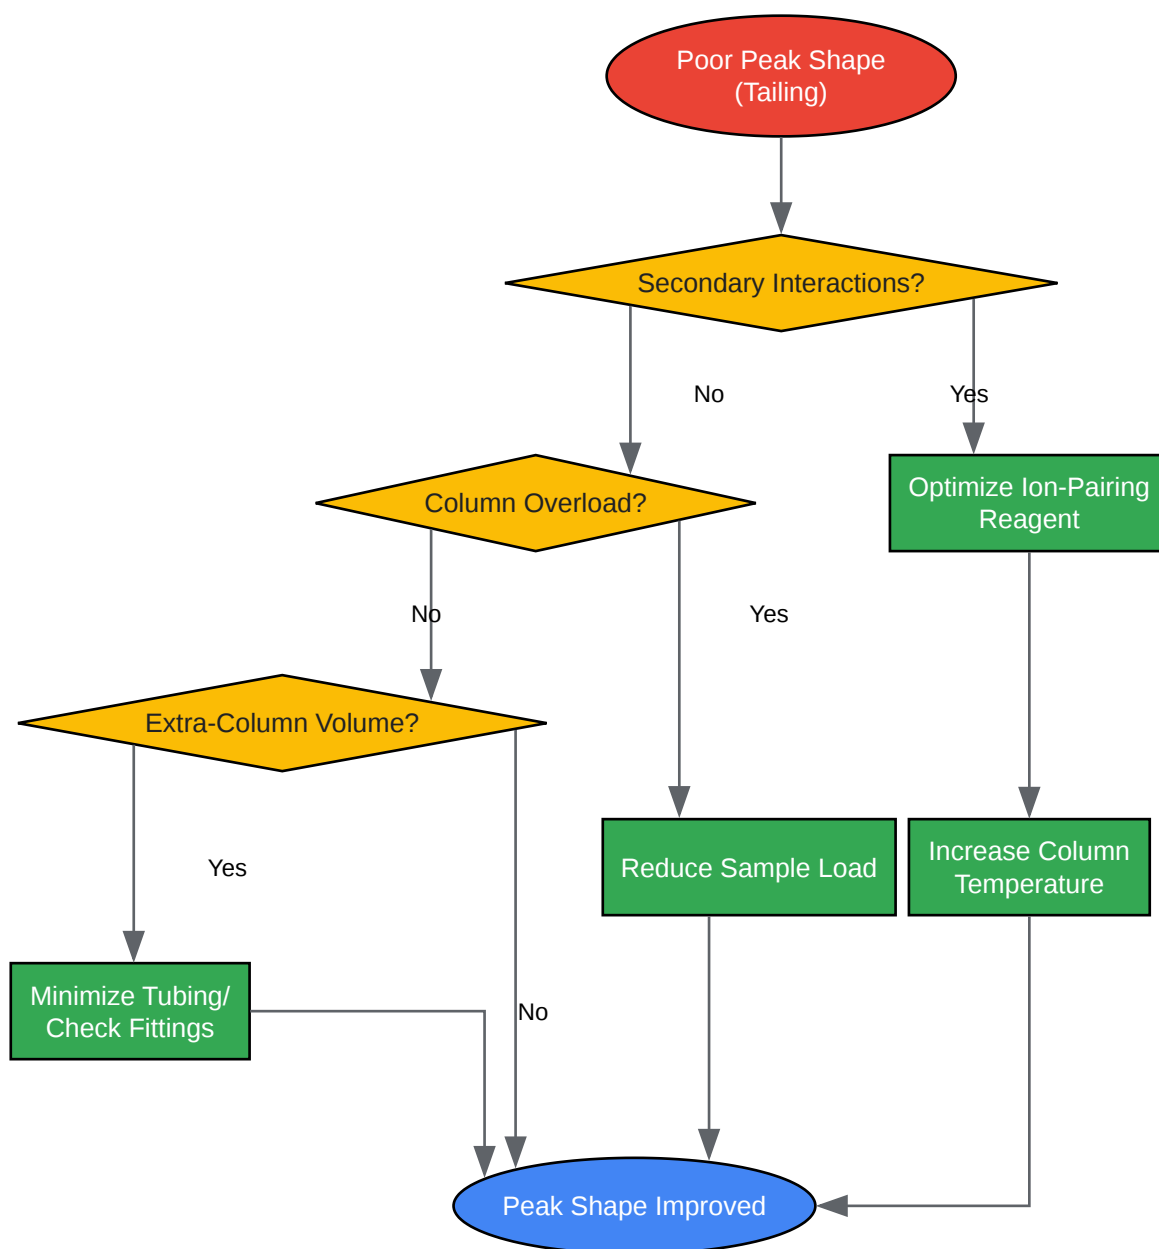 Poor Peak Shape
(Tailing)
Secondary Interactions?
No
Yes
Column Overload?
Optimize Ion-Pairing
Reagent
No
Yes
Extra-Column Volume?
Yes
Reduce Sample Load
Increase Column
Temperature
Minimize Tubing/
Check Fittings
No
Peak Shape Improved